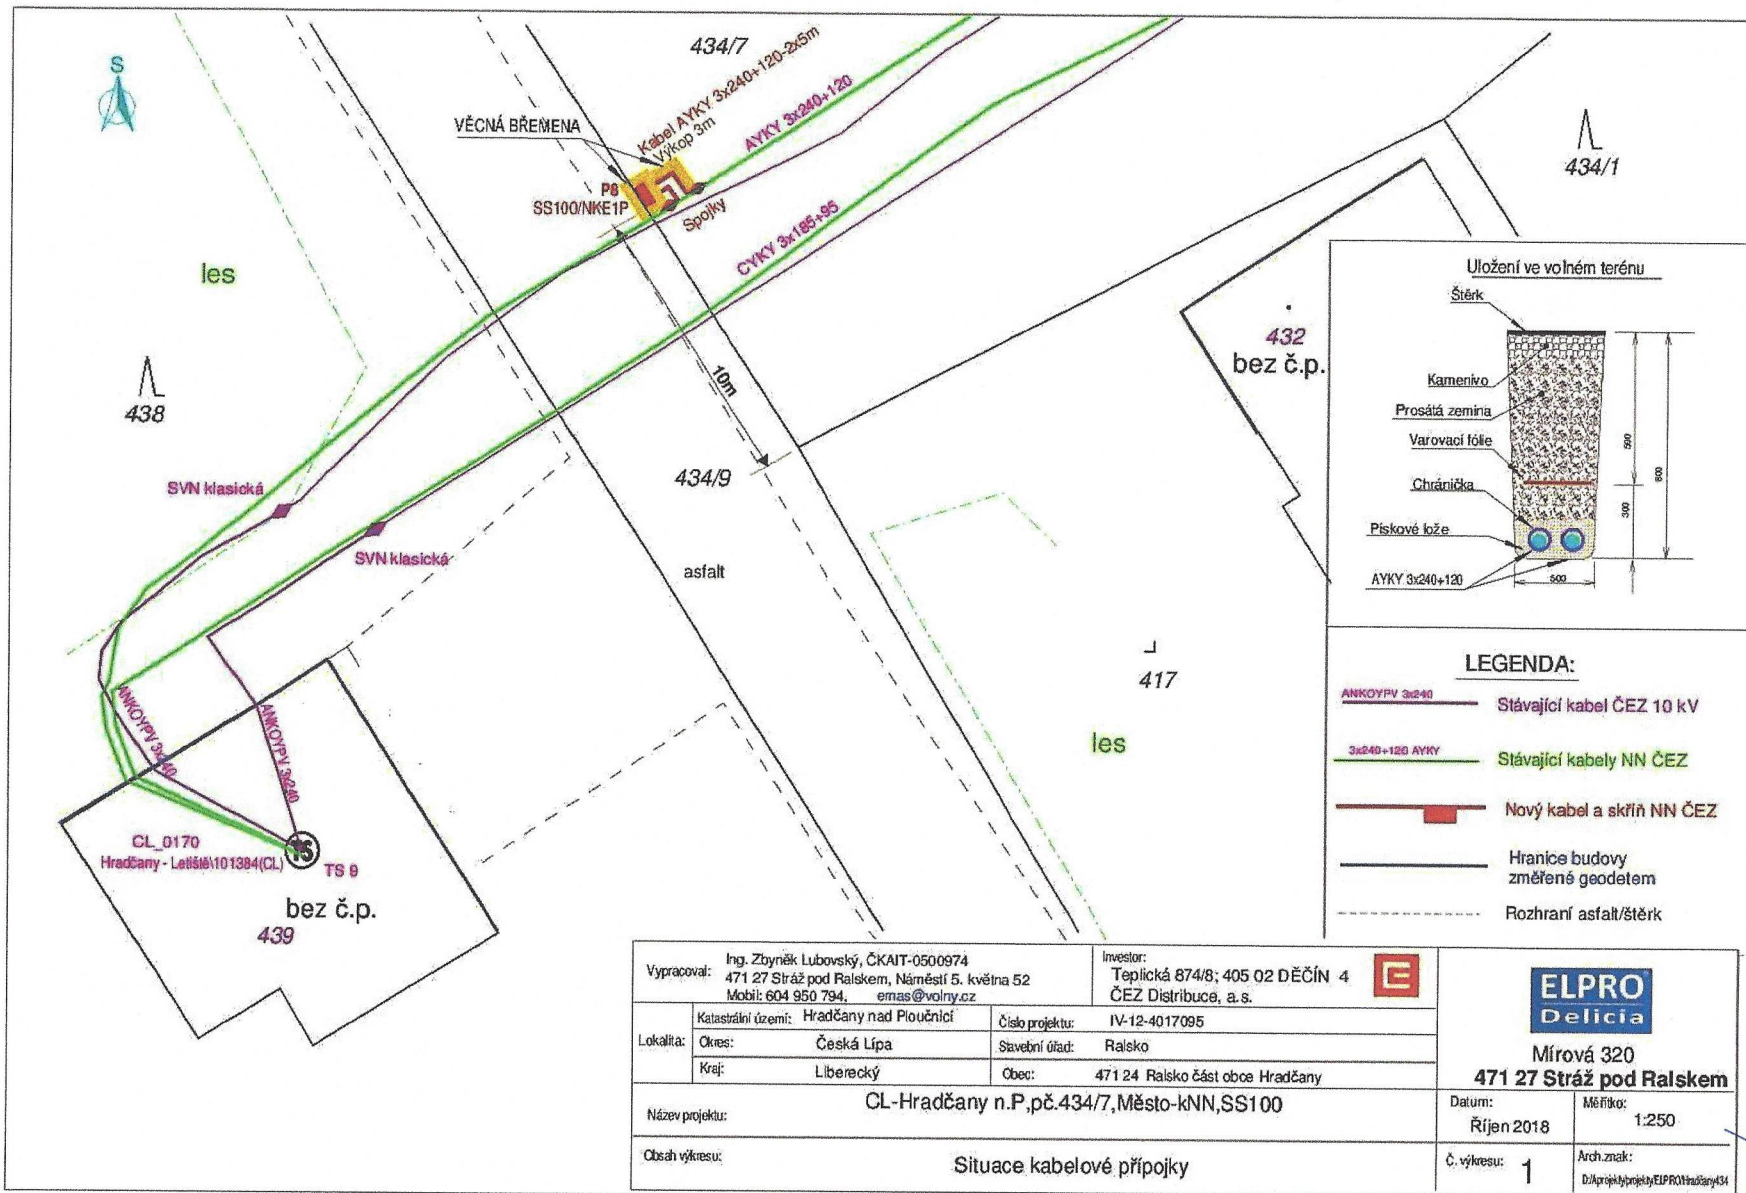 S
434/7
Kabel AYKY 3x240+120-2x5m
Výkop 3m
AYKY 3x240+120
VĚCNÁ BŘEMENA
P8
SS100/NKE1P
Spojky
CYKY 3x185+95
434/1
les
432
bez č.p.
438
10m
434/9
SVN klasická
SVN klasická
asfalt
417
les
ANKOYPV 3x240
ANKOYPV 3x240
CL_0170
Hradčany - Letiště\101384(CL)
TS
TS 9
bez č.p.
439
Uložení ve volném terénu
Štěrk
Kamenivo
Prosátá zemina
Varovací fólie
Chránička
Pískové lože
AYKY 3x240+120
500
300
800
500
LEGENDA:
ANKOYPV 3x240
Stávající kabel ČEZ 10 kV
3x240+120 AYKY
Stávající kabely NN ČEZ
Nový kabel a skříň NN ČEZ
Hranice budovy
změřené geodetem
Rozhraní asfalt/štěrk
Vypracoval:
Ing. Zbyněk Lubovský, ČKAIT-0500974
471 27 Stráž pod Ralskem, Náměstí 5. května 52
Mobil: 604 950 794, emas@volny.cz
Investor:
Teplická 874/8; 405 02 DĚČÍN 4
ČEZ Distribuce, a.s.
Lokalita:
Katastrální území: Hradčany nad Ploučnicí
Číslo projektu: IV-12-4017095
Okres: Česká Lípa
Stavební úřad: Ralsko
Kraj: Liberecký
Obec: 471 24 Ralsko část obce Hradčany
Název projektu: CL-Hradčany n.P,pč.434/7,Město-kNN,SS100
Obsah výkresu: Situace kabelové přípojky
ELPRO
Delicia
Mírová 320
471 27 Stráž pod Ralskem
Datum: Říjen 2018
Měřítko: 1:250
Č. výkresu: 1
Arch.znak: